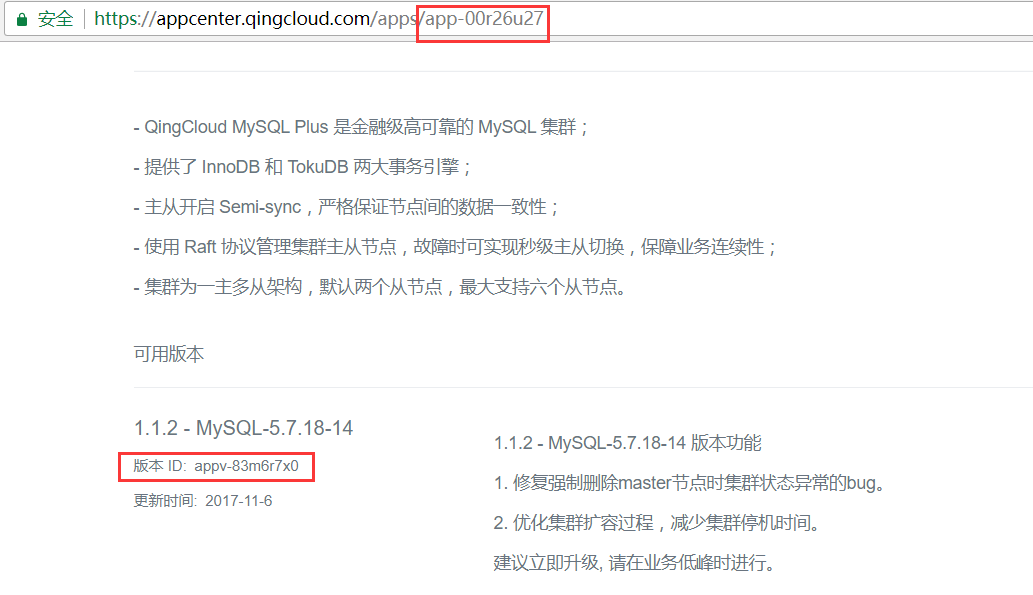 安全 https://appcenter.qingcloud.com/apps/app-00r26u27
- QingCloud MySQL Plus 是金融级高可靠的 MySQL 集群；
- 提供了 InnoDB 和 TokuDB 两大事务引擎；
- 主从开启 Semi-sync，严格保证节点间的数据一致性；
- 使用 Raft 协议管理集群主从节点，故障时可实现秒级主从切换，保障业务连续性；
- 集群为一主多从架构，默认两个从节点，最大支持六个从节点。
可用版本
1.1.2 - MySQL-5.7.18-14
版本 ID: appv-83m6r7x0
更新时间: 2017-11-6
1.1.2 - MySQL-5.7.18-14 版本功能
1. 修复强制删除master节点时集群状态异常的bug。
2. 优化集群扩容过程，减少集群停机时间。
建议立即升级, 请在业务低峰时进行。